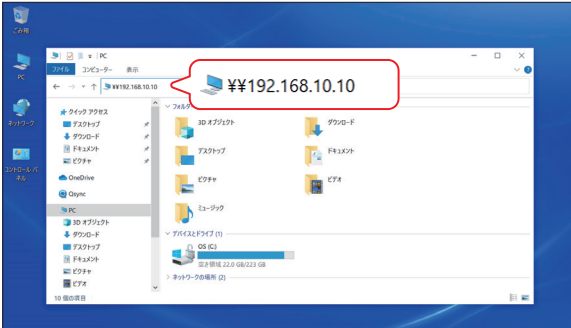 ごみ箱
PC
ネットワーク
コントロール パネル
PC
ファイル
コンピューター
表示
¥¥192.168.10.10
¥¥192.168.10.10
クイック アクセス
デスクトップ
ダウンロード
ドキュメント
ピクチャ
OneDrive
Qsync
PC
3D オブジェクト
ダウンロード
デスクトップ
ドキュメント
ピクチャ
ビデオ
10 個の項目
フォルダ
3D オブジェクト
ダウンロード
デスクトップ
ドキュメント
ピクチャ
ビデオ
ミュージック
デバイスとドライブ (1)
OS (C:)
空き領域 22.0 GB/223 GB
ネットワークの場所 (2)